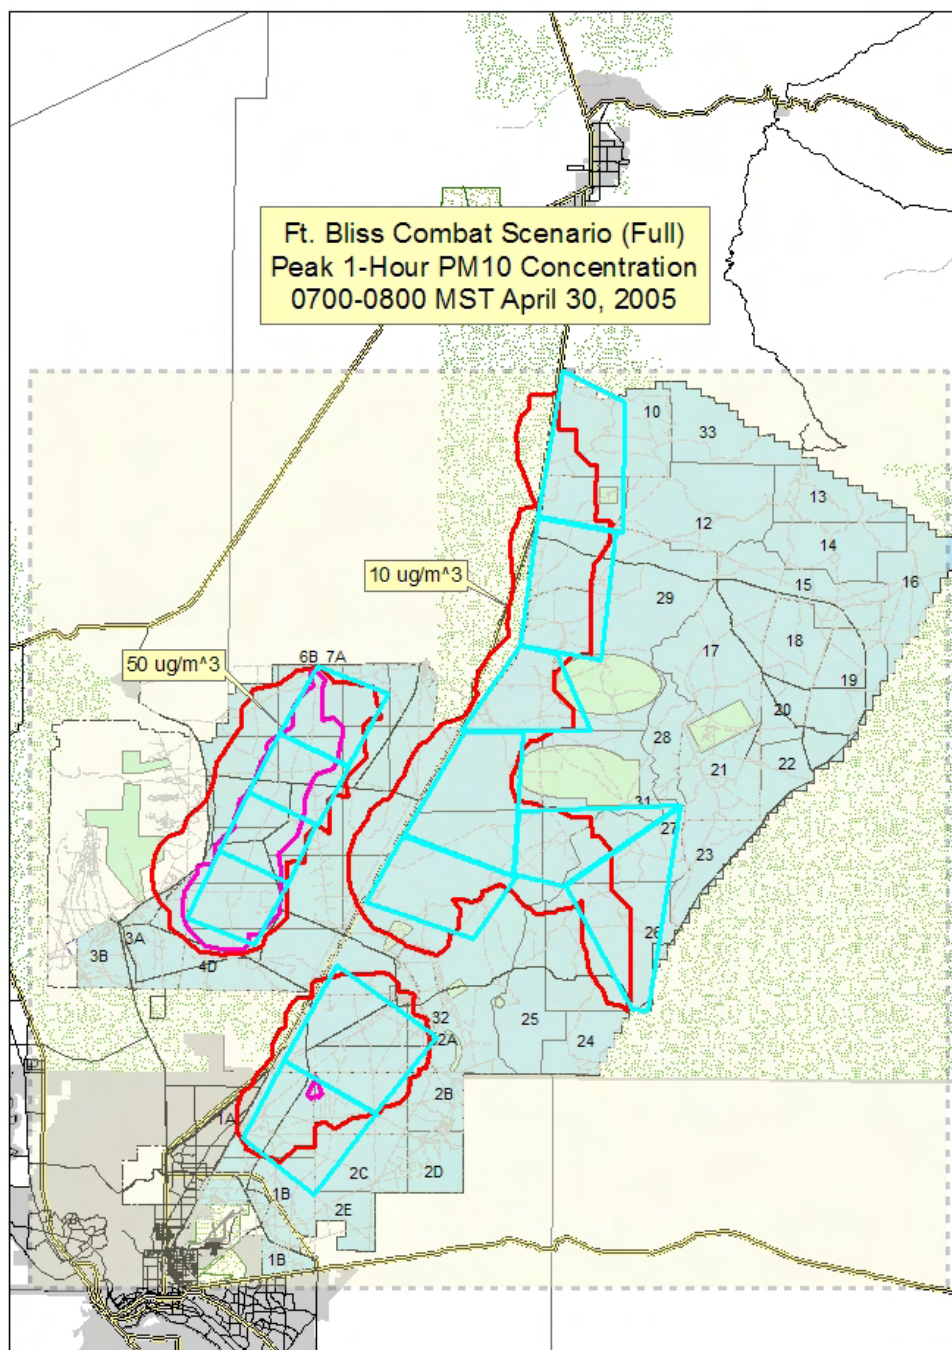 Ft. Bliss Combat Scenario (Full)
Peak 1-Hour PM10 Concentration
0700-0800 MST April 30, 2005
10
33
13
12
14
10 ug/m^3
15
16
29
18
17
6B 7A
50 ug/m^3
19
20
28
21
22
31
27
23
26
3A
3B
4D
32
25
2A
24
2B
1A
2C
2D
1B
2E
1B